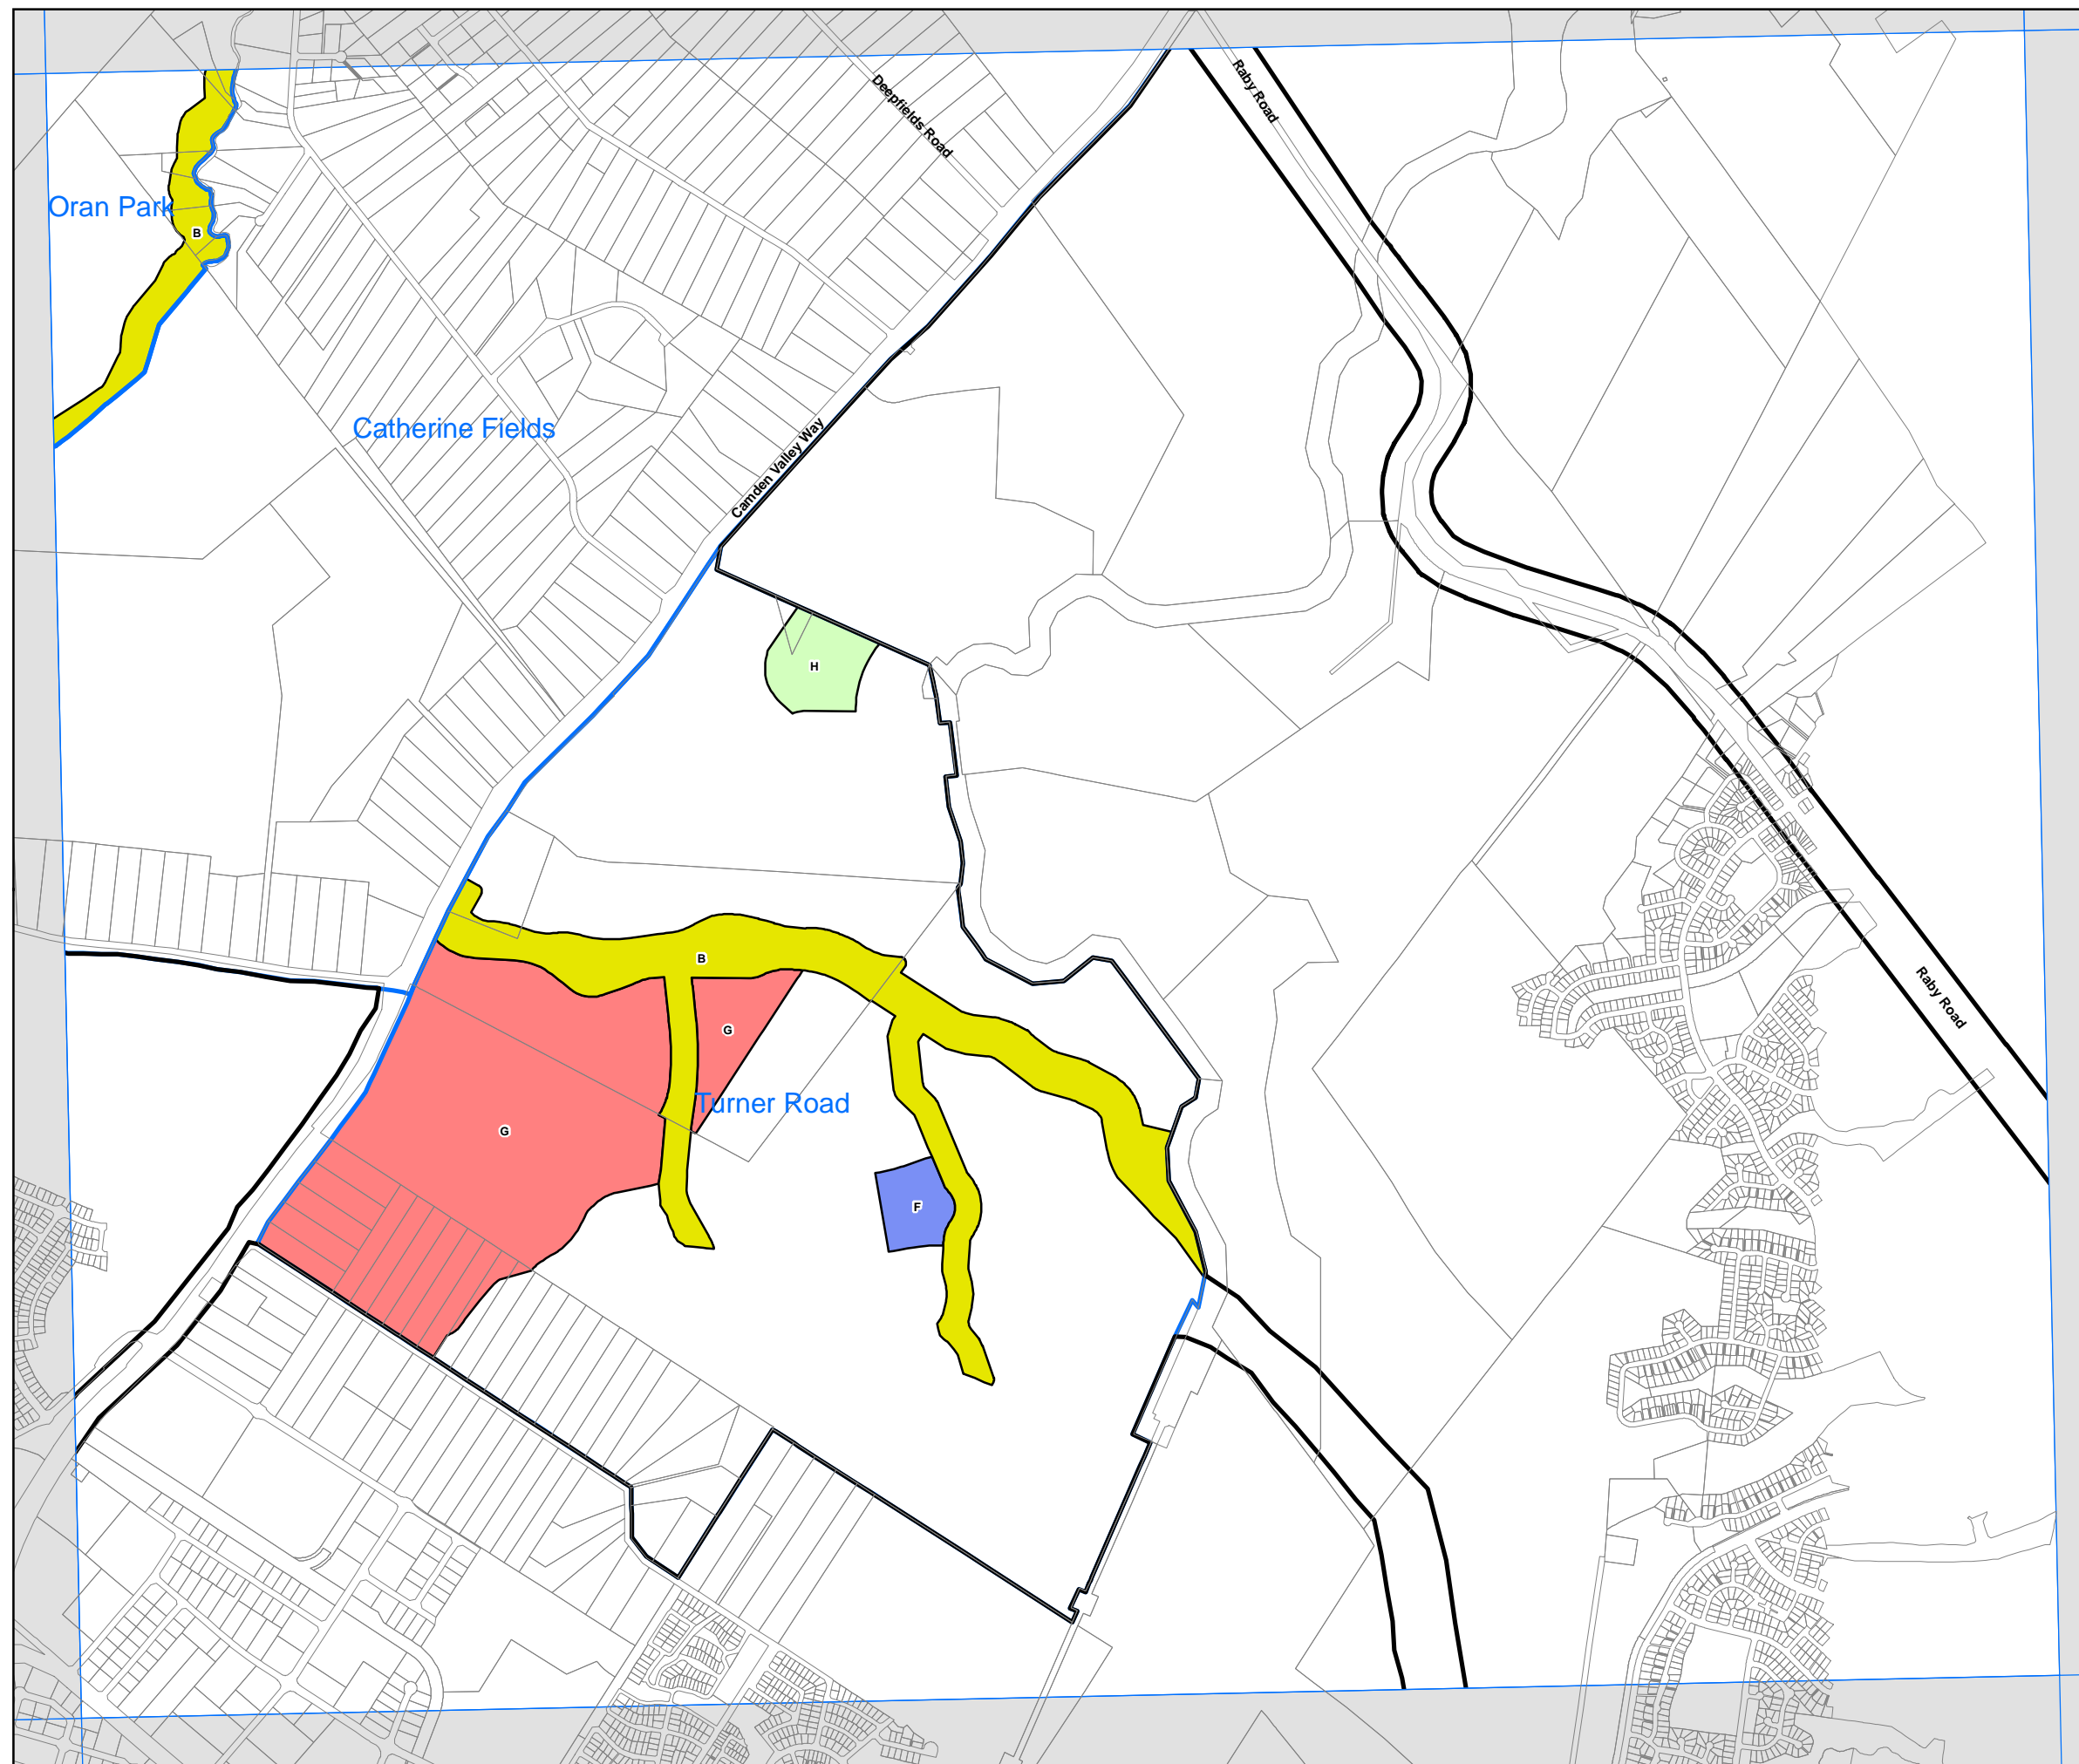 Raby Road
Deepfields Road
Oran Park
B
Catherine Fields
Camden Valley Way
H
B
Raby Road
G
Turner Road
G
F